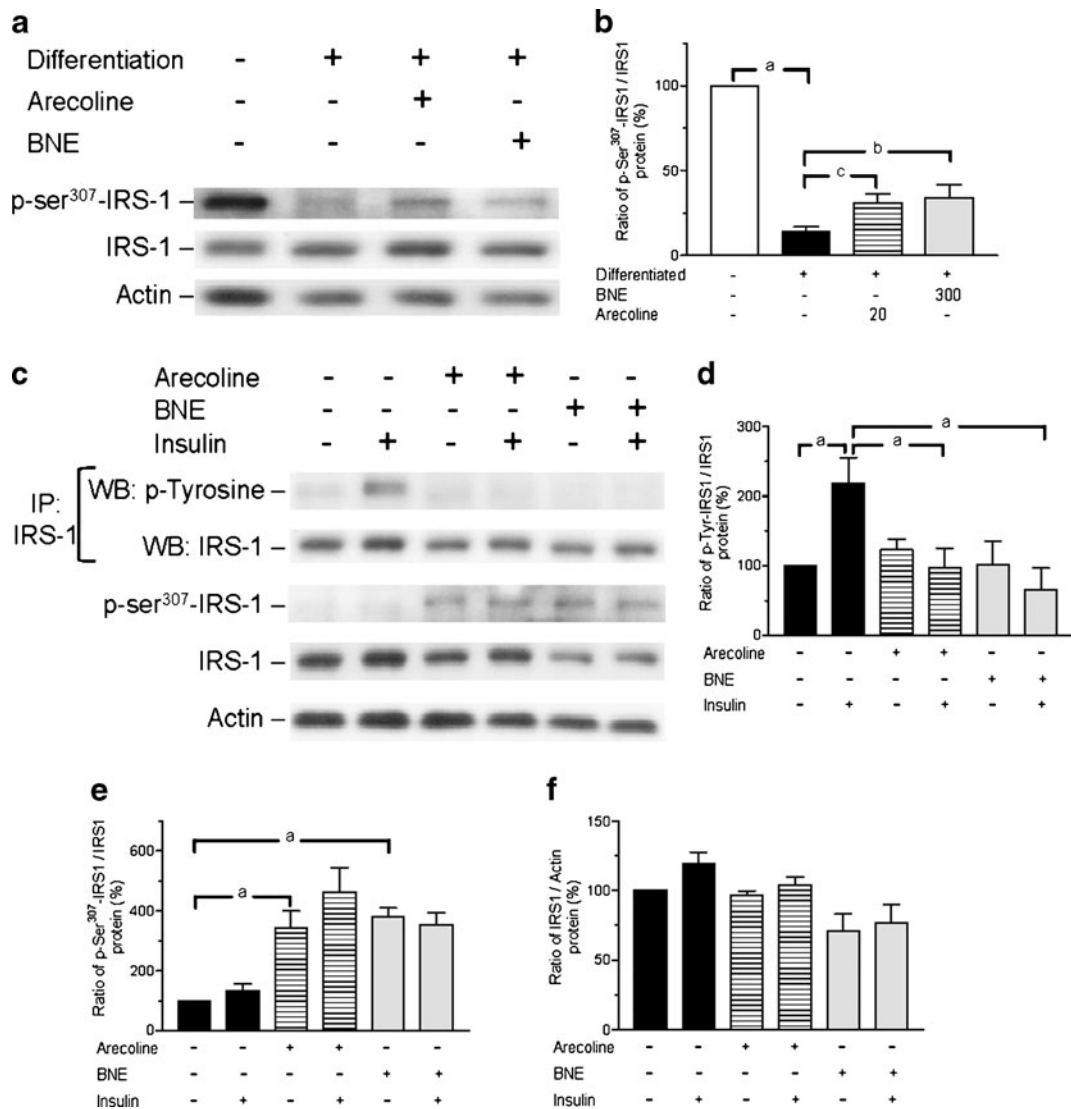 a
Differentiation - + + +
Arecoline - - + -
BNE - - - +
p-ser³⁰⁷-IRS-1 –
IRS-1 –
Actin –
b
Ratio of p-Ser³⁰⁷-IRS1 / IRS1
protein (%)
100
50
0
a
b
c
Differentiated - + + +
BNE - - - 300
Arecoline - - 20 -
c
Arecoline - - + + - -
BNE - - - - + +
Insulin - + - + - +
IP:
IRS-1
WB: p-Tyrosine –
WB: IRS-1 –
p-ser³⁰⁷-IRS-1 –
IRS-1 –
Actin –
d
Ratio of p-Tyr-IRS1 / IRS1
protein (%)
300
200
100
0
a
a
a
Arecoline - - + + - -
BNE - - - - + +
Insulin - + - + - +
e
Ratio of p-Ser³⁰⁷-IRS1 / IRS1
protein (%)
600
400
200
0
a
a
Arecoline - - + + - -
BNE - - - - + +
Insulin - + - + - +
f
Ratio of IRS1 / Actin
protein (%)
150
100
50
0
Arecoline - - + + - -
BNE - - - - + +
Insulin - + - + - +